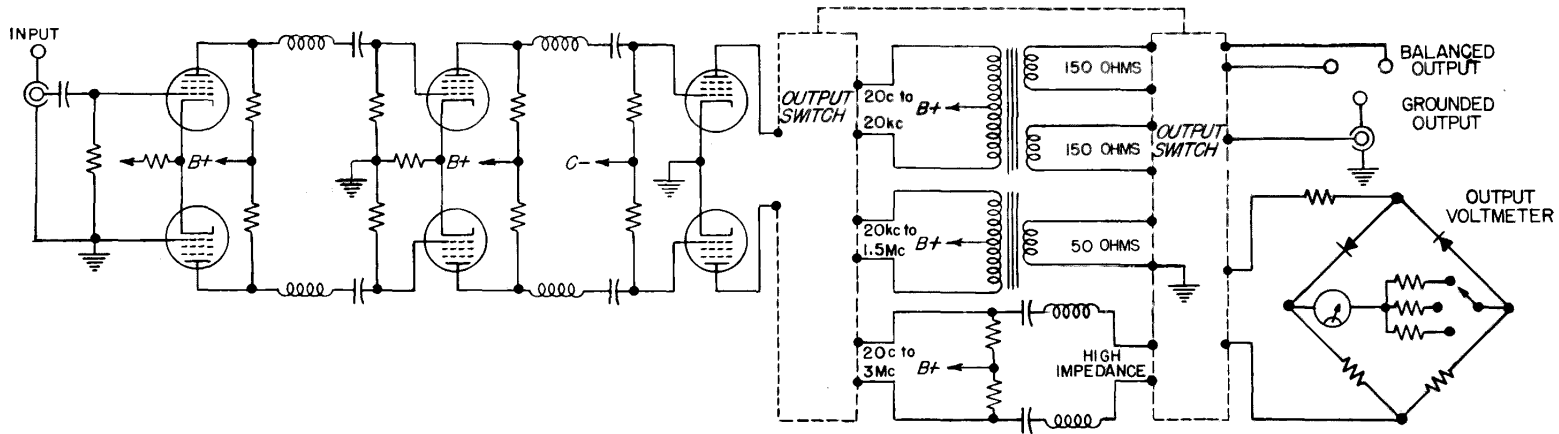 INPUT
B+
B+
C-
OUTPUT
SWITCH
20c to
20kc
B+
150 OHMS
150 OHMS
20kc to
1.5Mc
B+
50 OHMS
20c to
3Mc
B+
HIGH
IMPEDANCE
OUTPUT
SWITCH
BALANCED
OUTPUT
GROUNDED
OUTPUT
OUTPUT
VOLTMETER